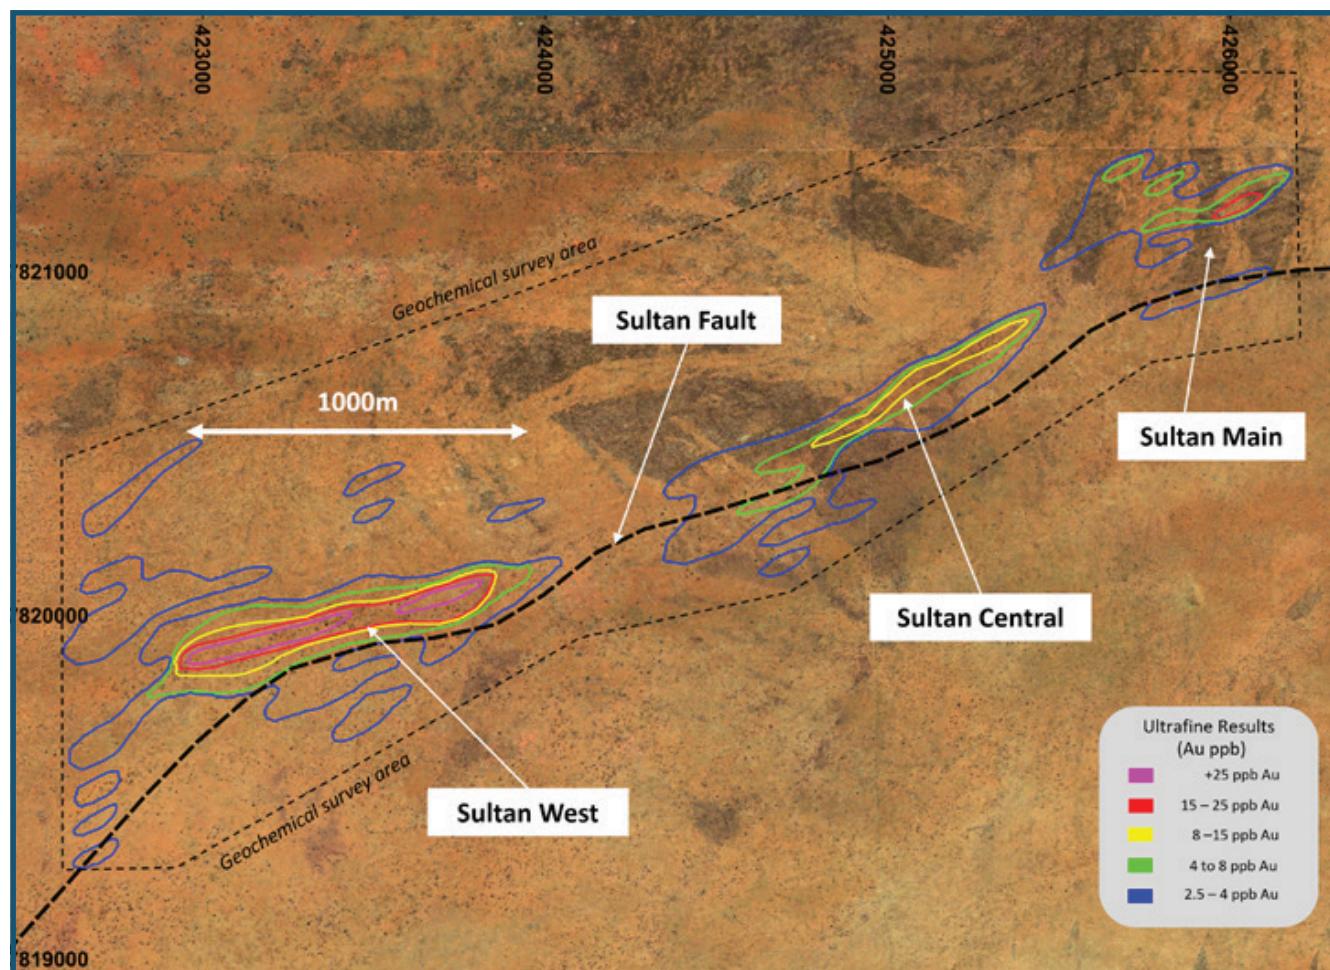 423000
424000
425000
426000
Geochemical survey area
7821000
Sultan Fault
1000m
Sultan Main
7820000
Sultan Central
Sultan West
Geochemical survey area
Ultrafine Results
(Au ppb)
+25 ppb Au
15 – 25 ppb Au
8 –15 ppb Au
4 to 8 ppb Au
2.5 – 4 ppb Au
7819000